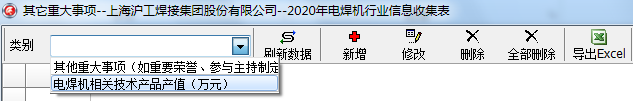 其它重大事项--上海沪工焊接集团股份有限公司--2020年电焊机行业信息收集表
类别
刷新数据
新增
修改
删除
全部删除
导出Excel
其他重大事项（如重要荣誉、参与主持制定
电焊机相关技术产品产值（万元）